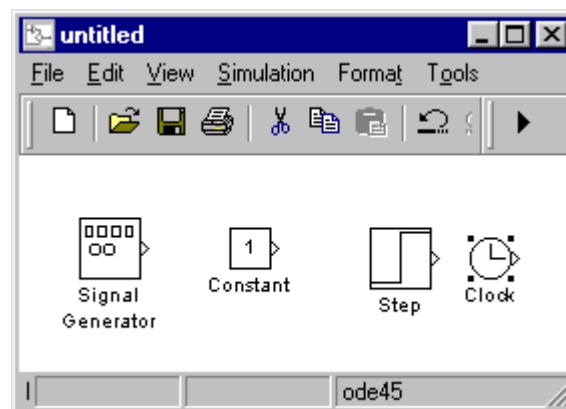 untitled
File Edit View Simulation Format Tools
1
Signal
Generator
Constant
Step
Clock
ode45